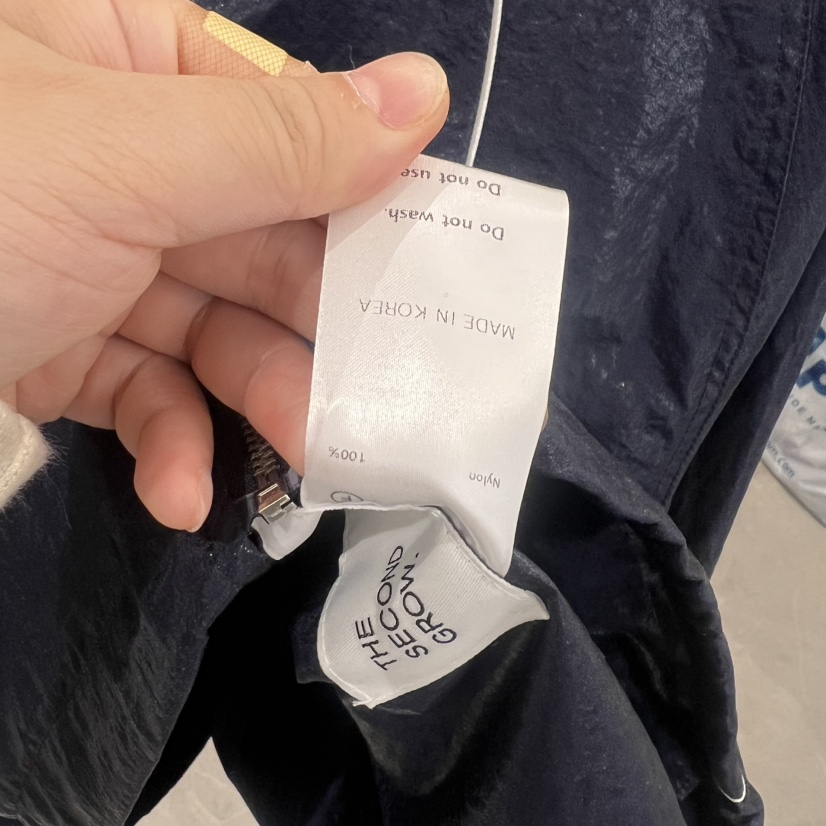 Nylon 100%
MADE IN KOREA
Do not wash.
Do not use
THE
SECOND
GROW.